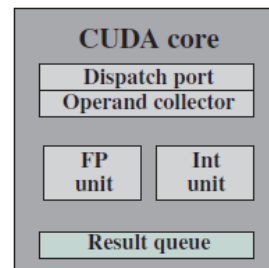 CUDA core
Dispatch port
Operand collector
FP
unit
Int
unit
Result queue